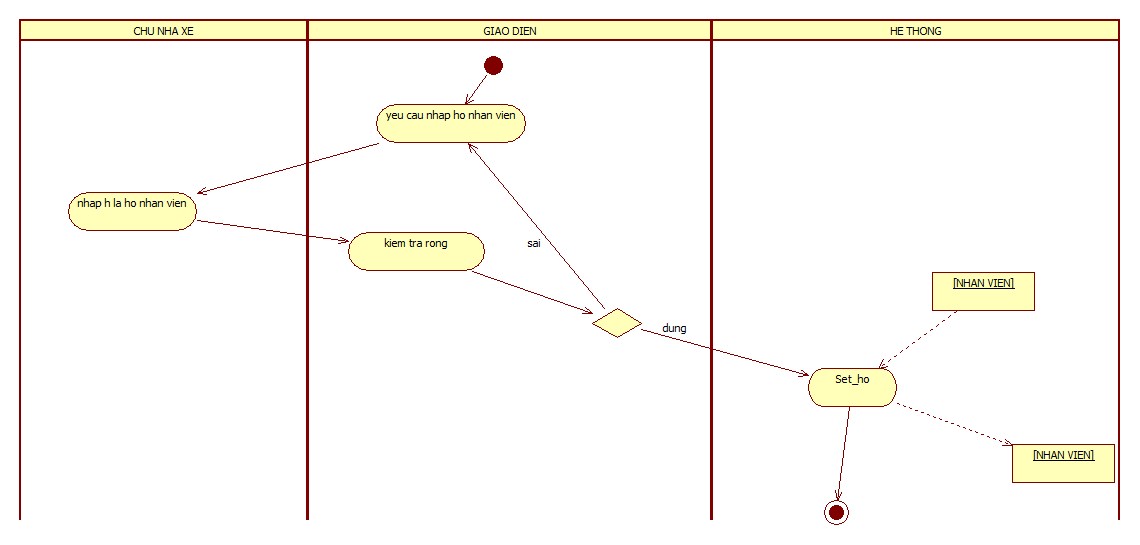 CHU NHA XE
GIAO DIEN
HE THONG
yeu cau nhap ho nhan vien
nhap h la ho nhan vien
kiem tra rong
sai
[NHAN VIEN]
dung
Set_ho
[NHAN VIEN]